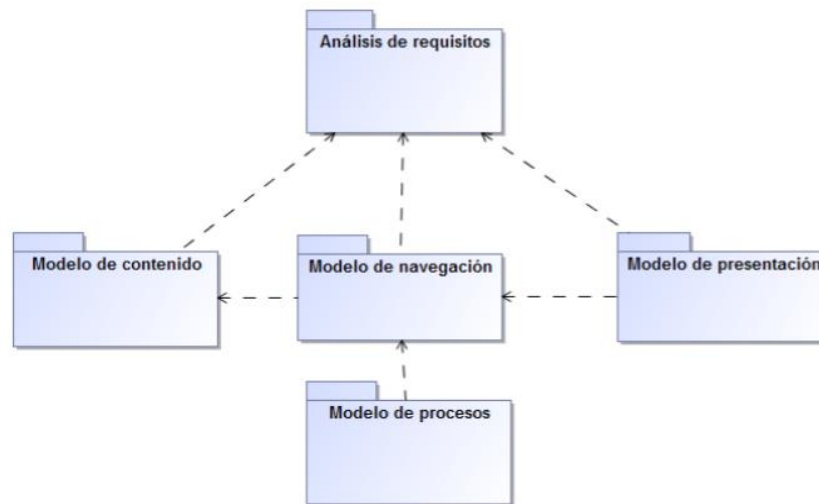 Análisis de requisitos
Modelo de contenido
Modelo de navegación
Modelo de presentación
Modelo de procesos